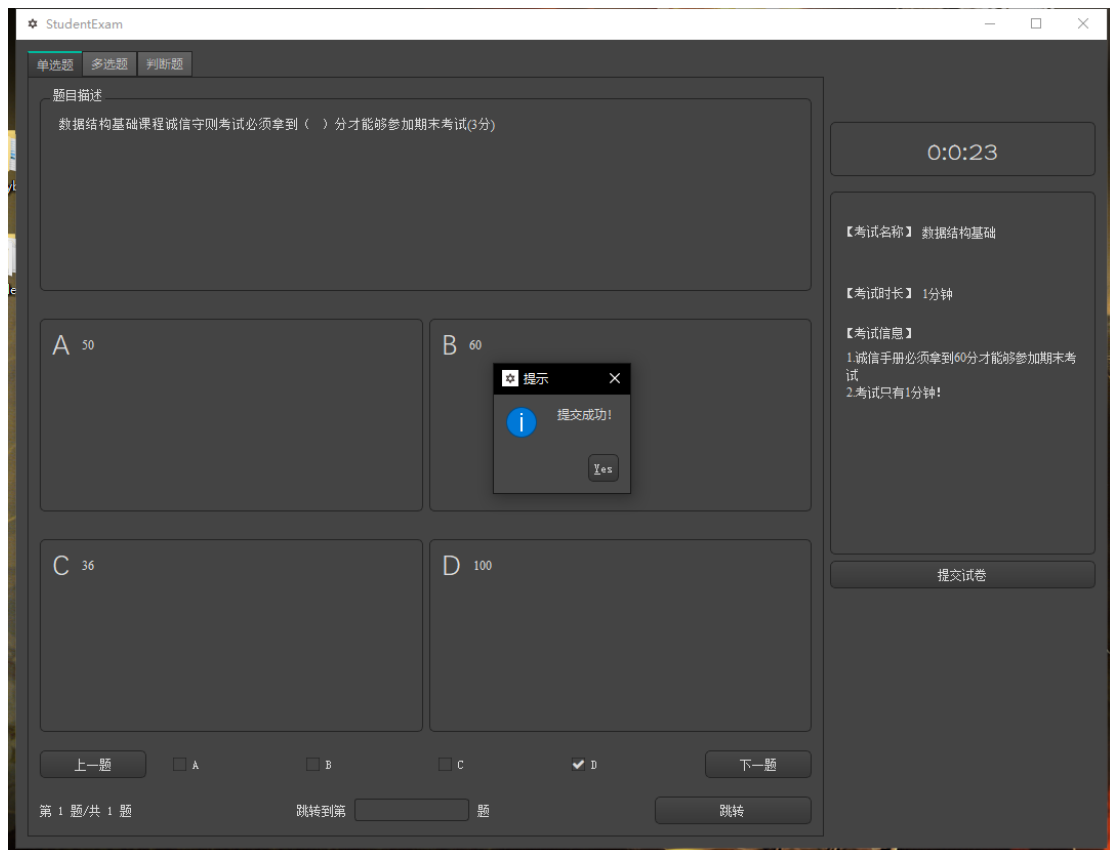 StudentExam
单选题 多选题 判断题
题目描述
数据结构基础课程诚信守则考试必须拿到（ ）分才能够参加期末考试(3分)
0:0:23
【考试名称】 数据结构基础
【考试时长】 1分钟
【考试信息】
1.诚信手册必须拿到60分才能够参加期末考
试
2.考试只有1分钟!
A 50
B 60
提示
提交成功!
Yes
C 36
D 100
提交试卷
上一题 A B C D 下一题
第 1 题/共 1 题 跳转到第 题 跳转